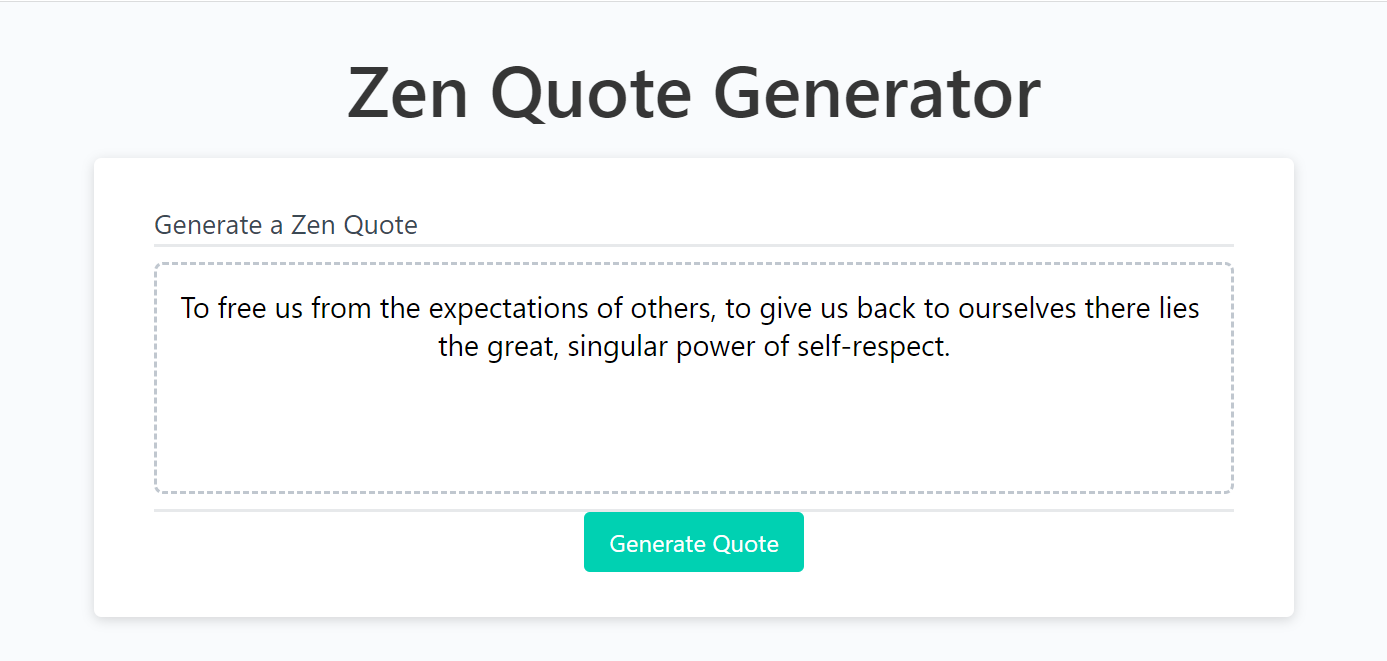 Zen Quote Generator
Generate a Zen Quote
To free us from the expectations of others, to give us back to ourselves there lies
the great, singular power of self-respect.
Generate Quote